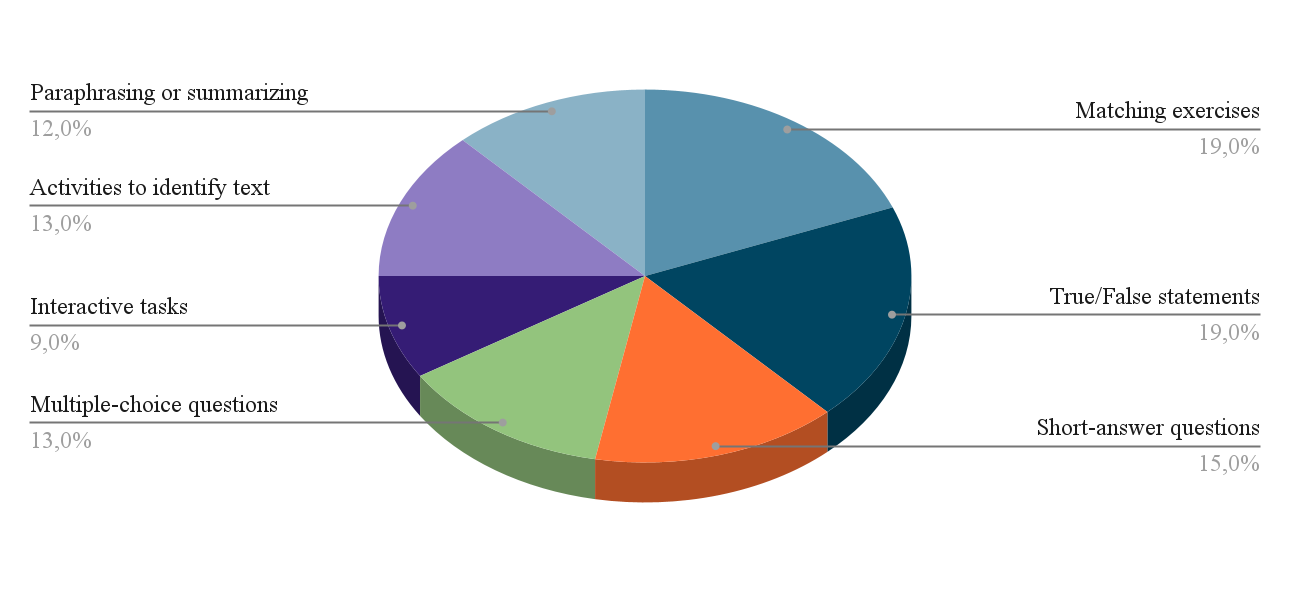 Paraphrasing or summarizing
12,0%
Activities to identify text
13,0%
Interactive tasks
9,0%
Multiple-choice questions
13,0%
Matching exercises
19,0%
True/False statements
19,0%
Short-answer questions
15,0%